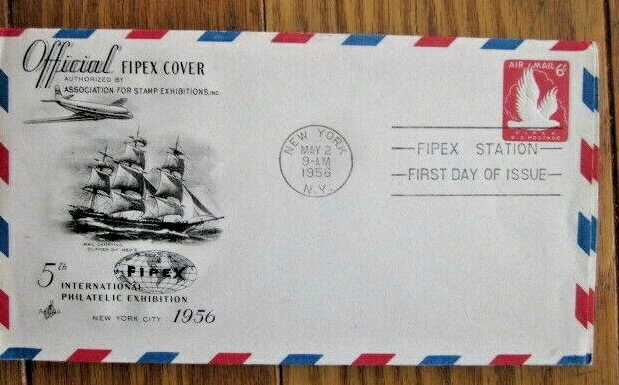 Official FIPEX COVER
AUTHORIZED BY
ASSOCIATION FOR STAMP EXHIBITIONS, INC.
MAIL CARRYING
CLIPPER OF 1850'S
FIPEX
5th
INTERNATIONAL
PHILATELIC EXHIBITION
NEW YORK CITY 1956
NEW YORK
MAY 2
9-AM
1956
N.Y.
FIPEX STATION
FIRST DAY OF ISSUE
AIR MAIL 6¢
FIPEX
U.S. POSTAGE